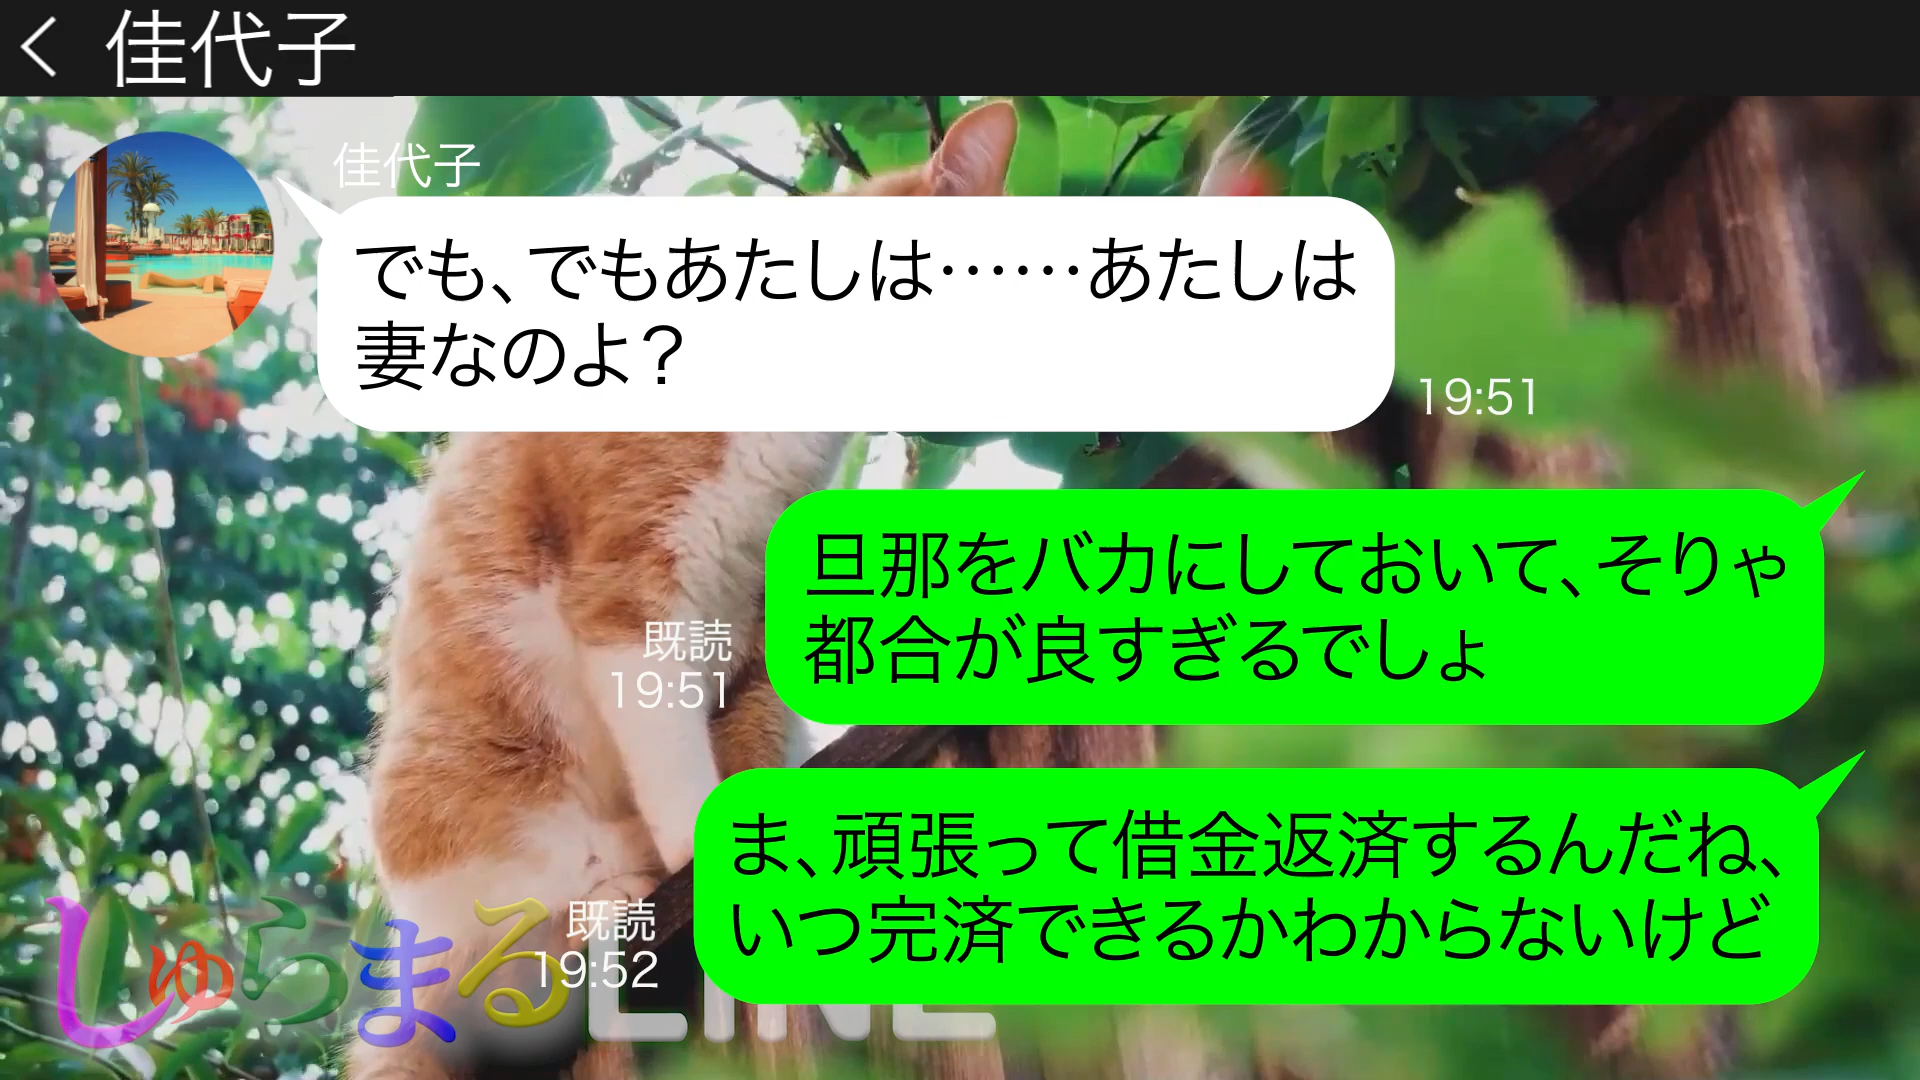 佳代子
佳代子
でも、でもあたしは……あたしは
妻なのよ？
19:51
旦那をバカにしておいて、そりゃ
都合が良すぎるでしょ
既読
19:51
ま、頑張って借金返済するんだね、
いつ完済できるかわからないけど
既読
19:52
しゅらまるLINE